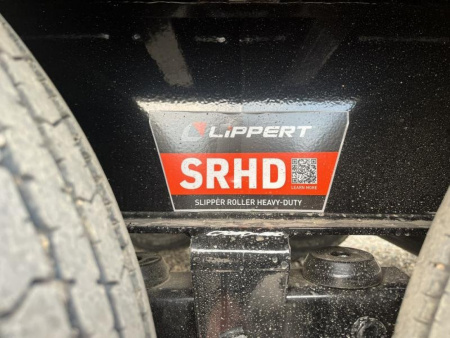 LIPPERT
SRHD
LEARN MORE
SLIPPER ROLLER HEAVY-DUTY